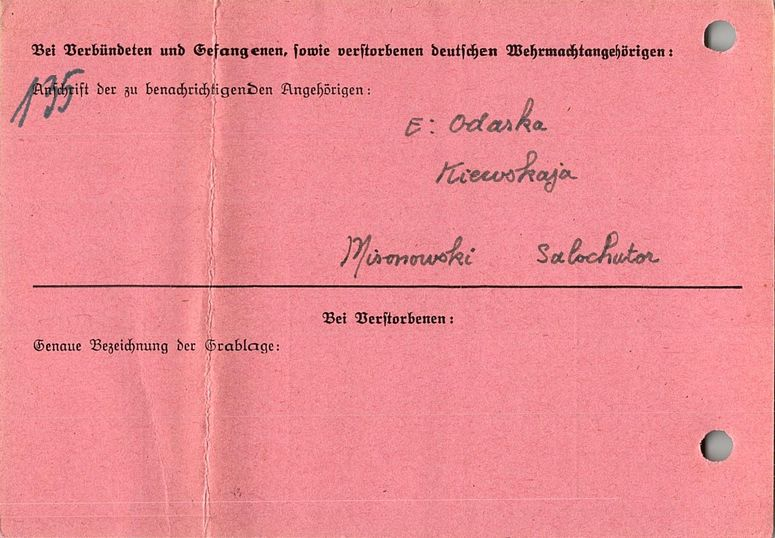 Bei Verbündeten und Gefangenen, sowie verstorbenen deutschen Wehrmachtangehörigen:
135
Anschrift der zu benachrichtigenden Angehörigen:
E: Odarka
Kiewskaja
Mironowski Salochutor
Bei Verstorbenen:
Genaue Bezeichnung der Grablage: